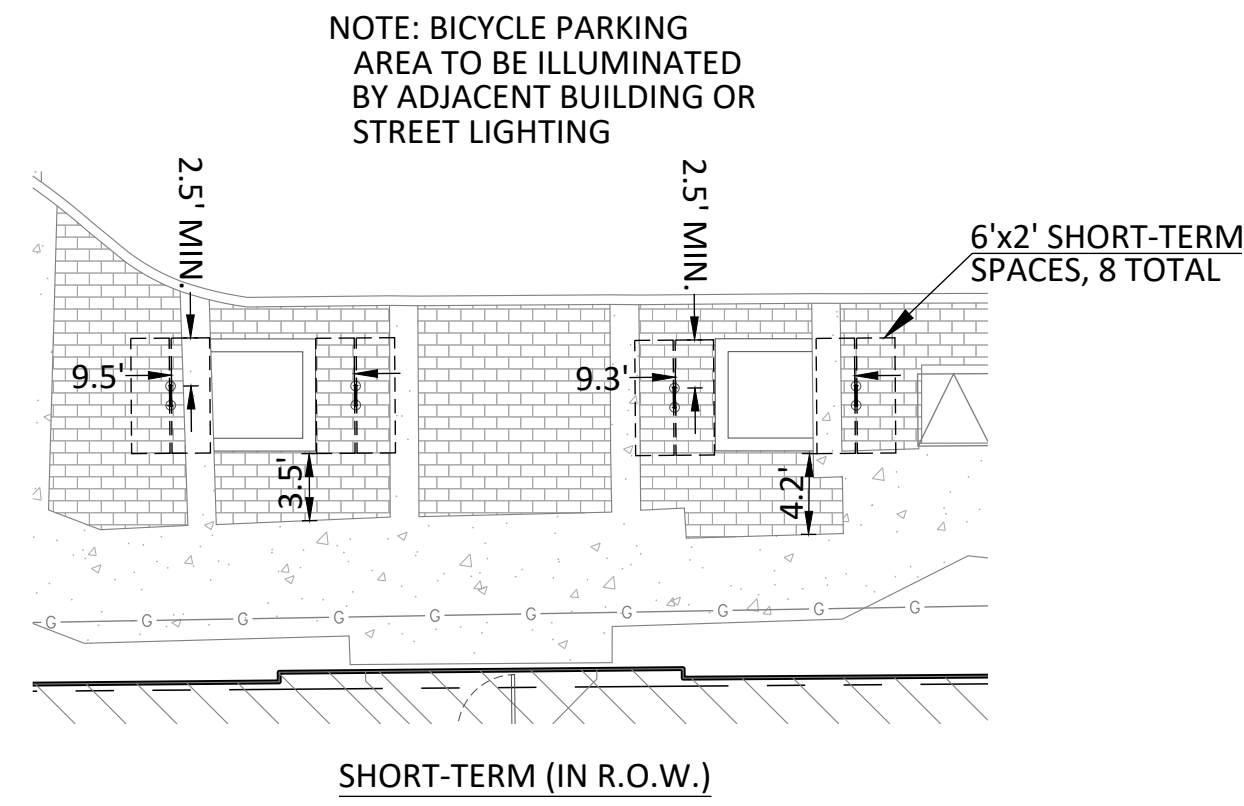 NOTE: BICYCLE PARKING
AREA TO BE ILLUMINATED
BY ADJACENT BUILDING OR
STREET LIGHTING
2.5' MIN.
2.5' MIN.
6'x2' SHORT-TERM
SPACES, 8 TOTAL
9.5'
9.3'
3.5'
4.2'
G G G G G G G G G G
SHORT-TERM (IN R.O.W.)